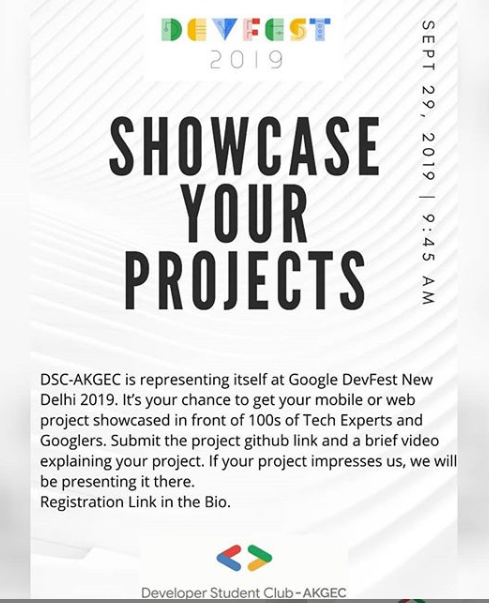 DEVFEST
2019
SEPT 29, 2019 | 9:45 AM
SHOWCASE
YOUR
PROJECTS
DSC-AKGEC is representing itself at Google DevFest New
Delhi 2019. It's your chance to get your mobile or web
project showcased in front of 100s of Tech Experts and
Googlers. Submit the project github link and a brief video
explaining your project. If your project impresses us, we will
be presenting it there.
Registration Link in the Bio.
Developer Student Club - AKGEC